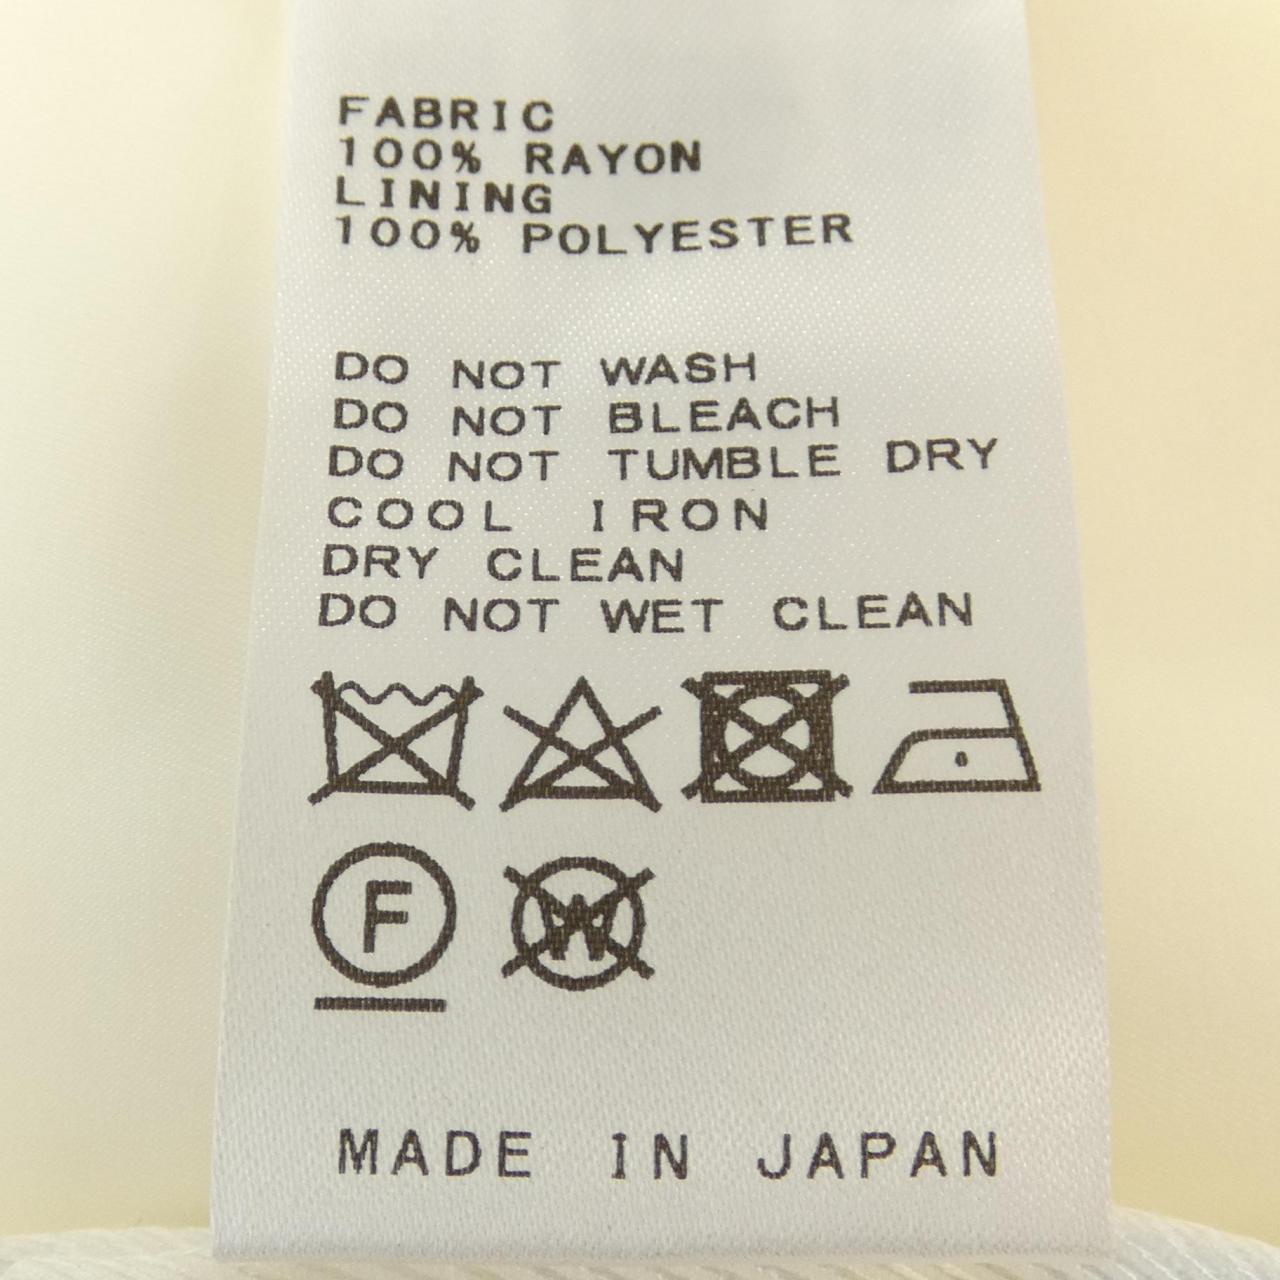 FABRIC
100% RAYON
LINING
100% POLYESTER
DO NOT WASH
DO NOT BLEACH
DO NOT TUMBLE DRY
COOL IRON
DRY CLEAN
DO NOT WET CLEAN
F W
MADE IN JAPAN